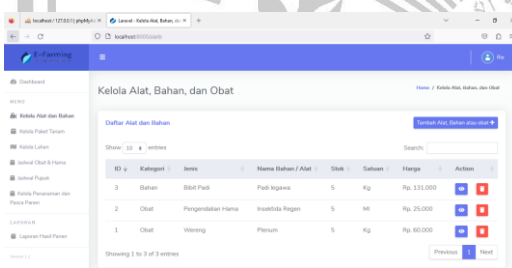 localhost / 127.0.0.1 | phpMyAd
Laravel - Kelola Alat, Bahan, da
localhost:8000/alats
E-Farming
Dashboard
MENU
Kelola Alat dan Bahan
Kelola Paket Tanam
Kelola Lahan
Jadwal Obat & Hama
Jadwal Pupuk
Kelola Penanaman dan
Pasca Panen
LAPORAN
Laporan Hasil Panen
Kelola Alat, Bahan, dan Obat
Home / Kelola Alat, Bahan, dan Obat
Daftar Alat dan Bahan
Tambah Alat, Bahan atau obat +
Show 10 entries
Search:
ID Kategori Jenis Nama Bahan / Alat Stok Satuan Harga Action
3 Bahan Bibit Padi Padi legawa 5 Kg Rp. 131.000
2 Obat Pengendalian Hama Insektida Regen 5 Ml Rp. 25.000
1 Obat Wereng Plenum 5 Kg Rp. 60.000
Showing 1 to 3 of 3 entries
Previous 1 Next